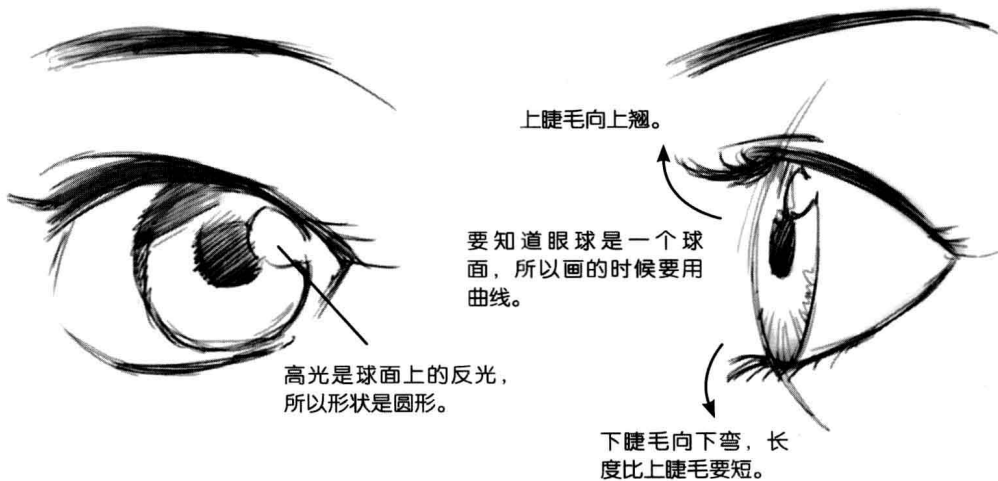 上睫毛向上翘。
要知道眼球是一个球
面，所以画的时候要用
曲线。
高光是球面上的反光，
所以形状是圆形。
下睫毛向下弯，长
度比上睫毛要短。